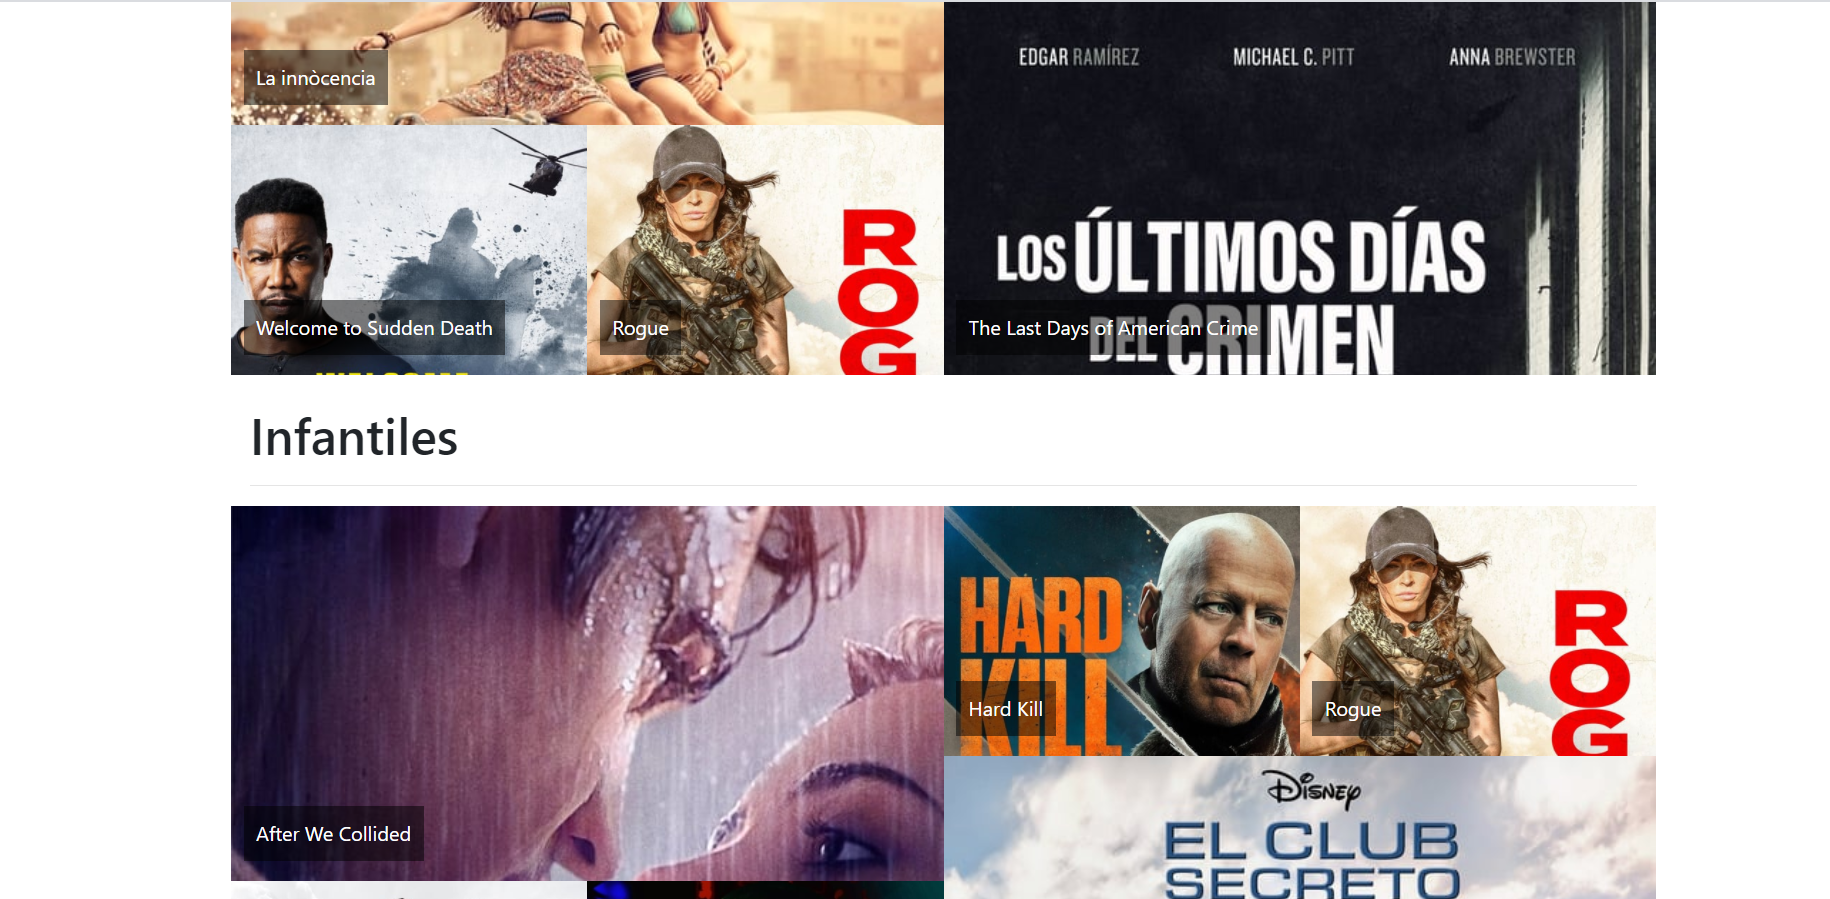 EDGAR RAMÍREZ MICHAEL C. PITT ANNA BREWSTER
La innòcencia
LOS ÚLTIMOS DÍAS
DEL CRIMEN
Welcome to Sudden Death
ROG
Rogue
The Last Days of American Crime
Infantiles
HARD
KILL
Hard Kill
ROG
Rogue
DISNEY
EL CLUB
SECRETO
After We Collided